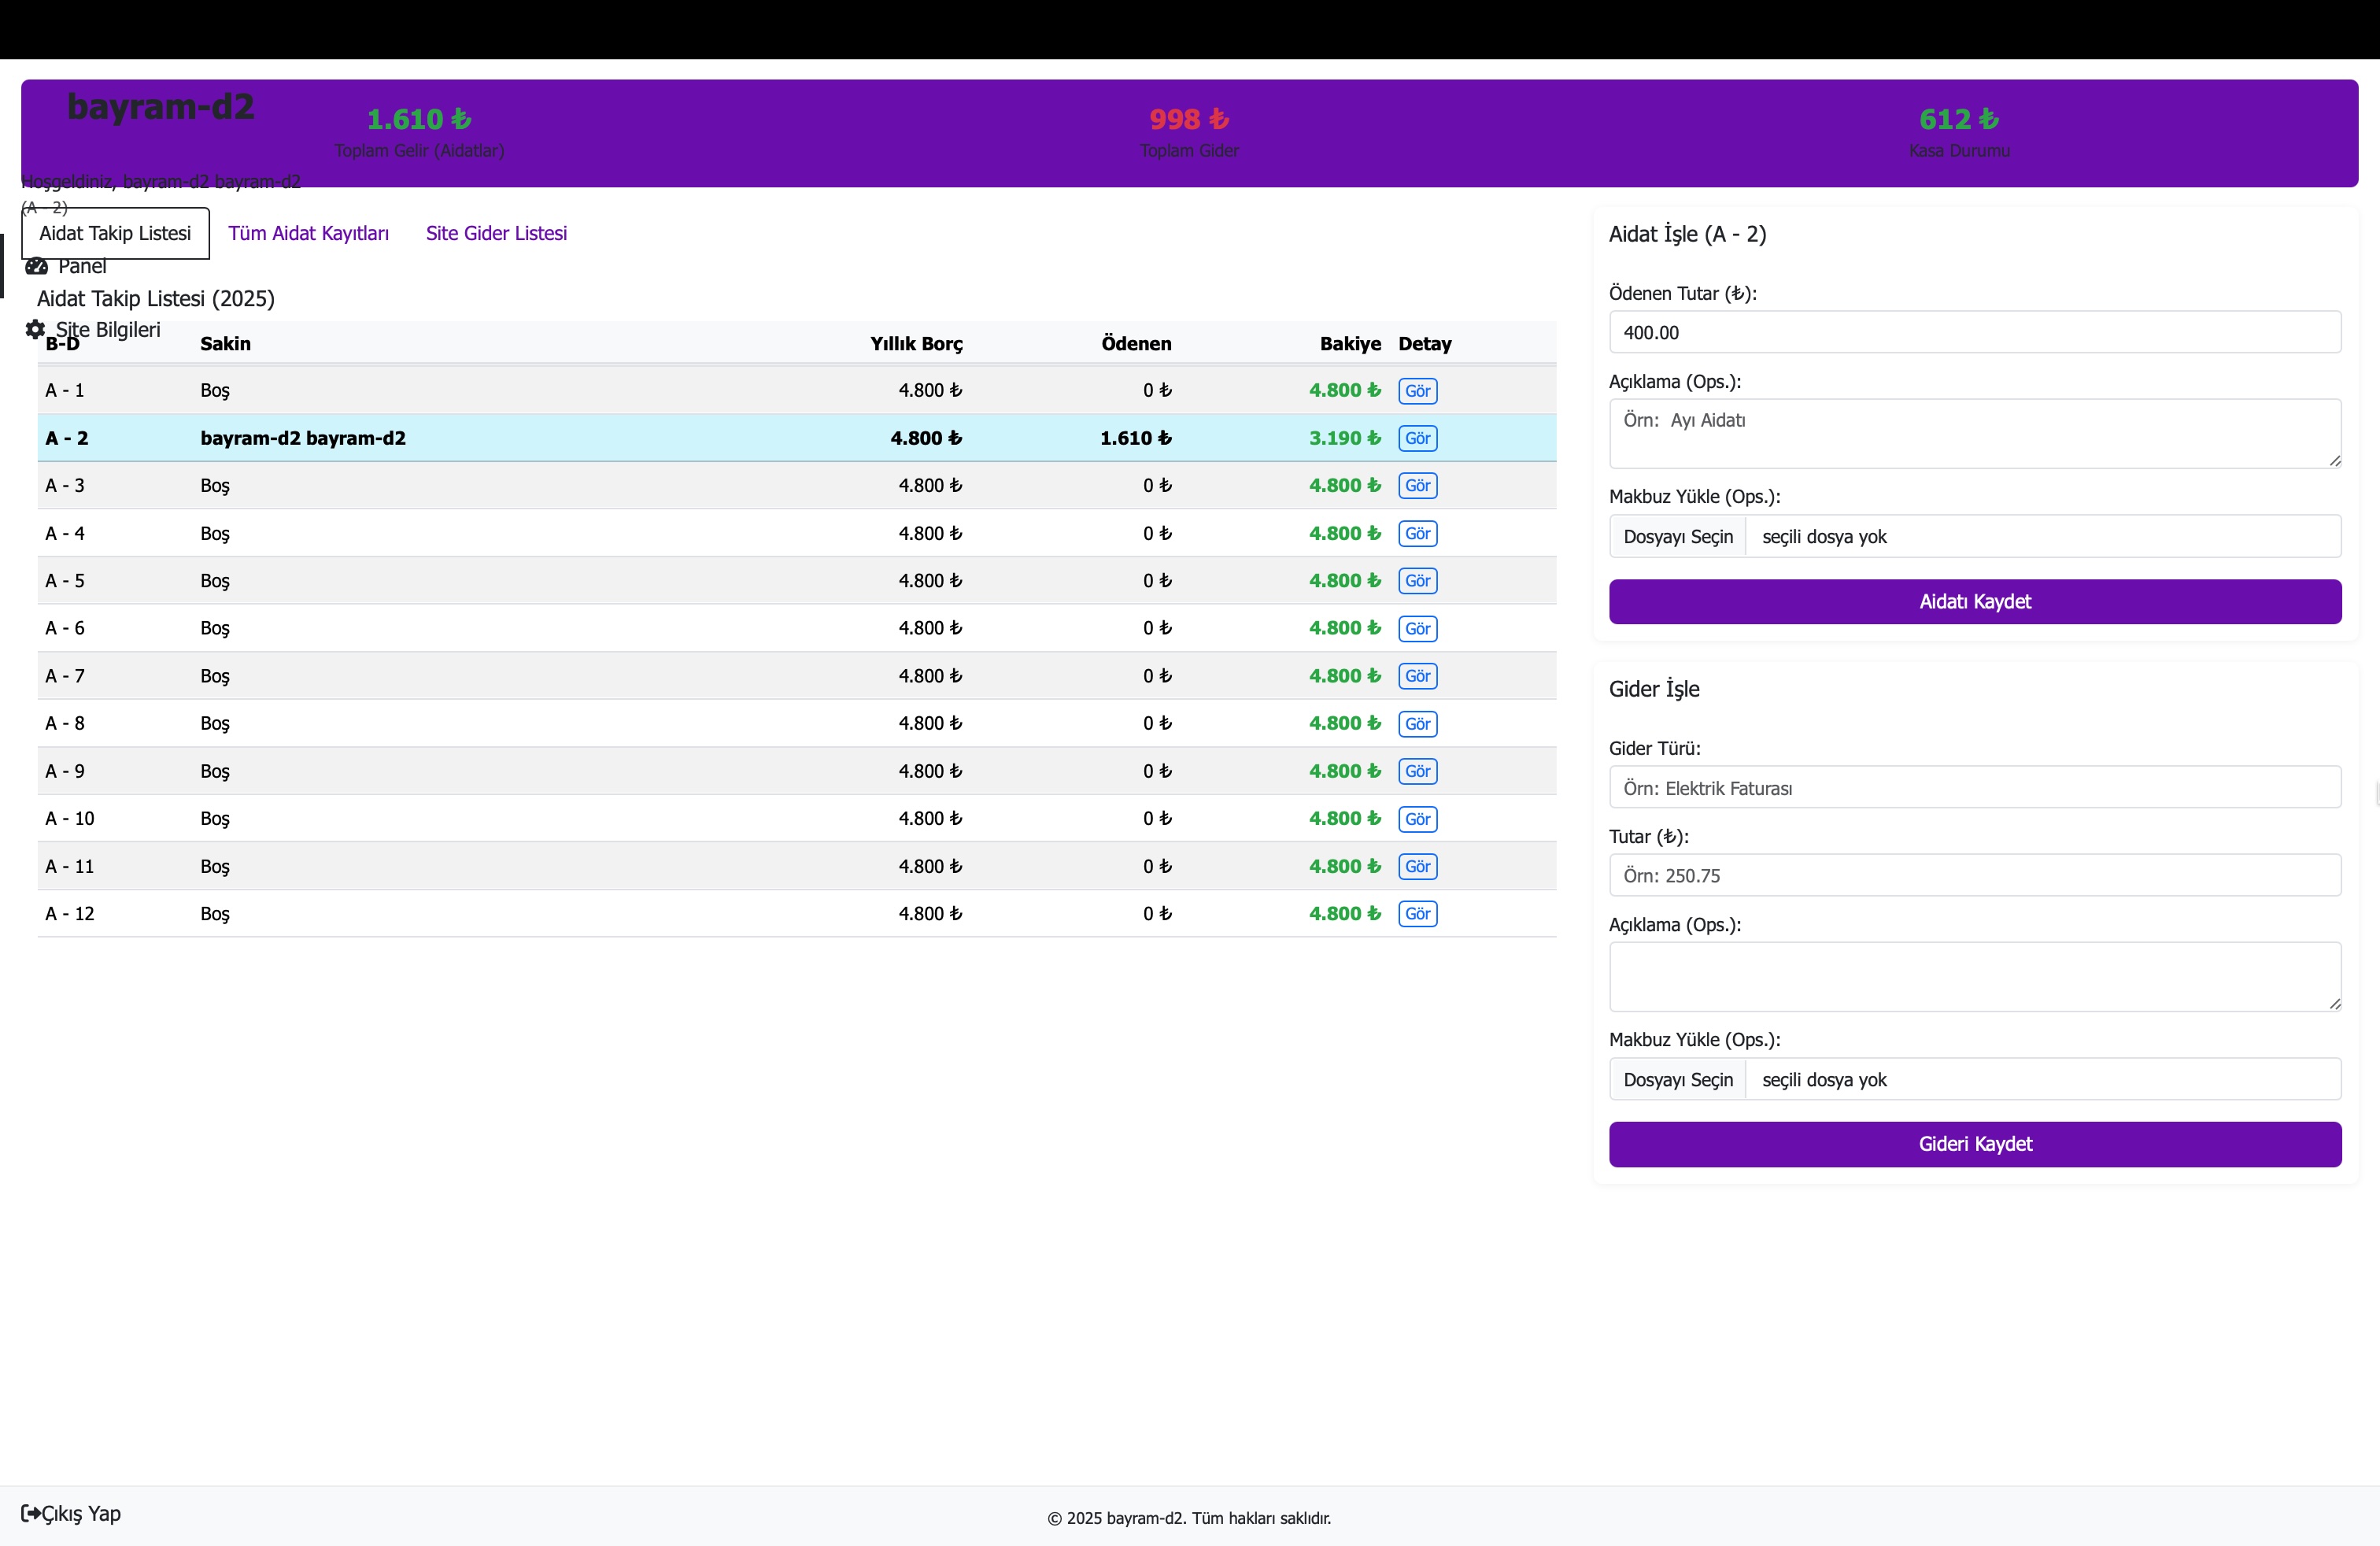 bayram-d2
1.610 ₺
Toplam Gelir (Aidatlar)
998 ₺
Toplam Gider
612 ₺
Kasa Durumu
Hoşgeldiniz, bayram-d2 bayram-d2
(A - 2)
Aidat Takip Listesi Tüm Aidat Kayıtları Site Gider Listesi
Panel
Aidat Takip Listesi (2025)
Site Bilgileri
B-D Sakin Yıllık Borç Ödenen Bakiye Detay
A - 1 Boş 4.800 ₺ 0 ₺ 4.800 ₺ Gör
A - 2 bayram-d2 bayram-d2 4.800 ₺ 1.610 ₺ 3.190 ₺ Gör
A - 3 Boş 4.800 ₺ 0 ₺ 4.800 ₺ Gör
A - 4 Boş 4.800 ₺ 0 ₺ 4.800 ₺ Gör
A - 5 Boş 4.800 ₺ 0 ₺ 4.800 ₺ Gör
A - 6 Boş 4.800 ₺ 0 ₺ 4.800 ₺ Gör
A - 7 Boş 4.800 ₺ 0 ₺ 4.800 ₺ Gör
A - 8 Boş 4.800 ₺ 0 ₺ 4.800 ₺ Gör
A - 9 Boş 4.800 ₺ 0 ₺ 4.800 ₺ Gör
A - 10 Boş 4.800 ₺ 0 ₺ 4.800 ₺ Gör
A - 11 Boş 4.800 ₺ 0 ₺ 4.800 ₺ Gör
A - 12 Boş 4.800 ₺ 0 ₺ 4.800 ₺ Gör
Aidat İşle (A - 2)
Ödenen Tutar (₺):
400.00
Açıklama (Ops.):
Örn:  Ayı Aidatı
Makbuz Yükle (Ops.):
Dosyayı Seçin seçili dosya yok
Aidatı Kaydet
Gider İşle
Gider Türü:
Örn: Elektrik Faturası
Tutar (₺):
Örn: 250.75
Açıklama (Ops.):
Makbuz Yükle (Ops.):
Dosyayı Seçin seçili dosya yok
Gideri Kaydet
Çıkış Yap
© 2025 bayram-d2. Tüm hakları saklıdır.